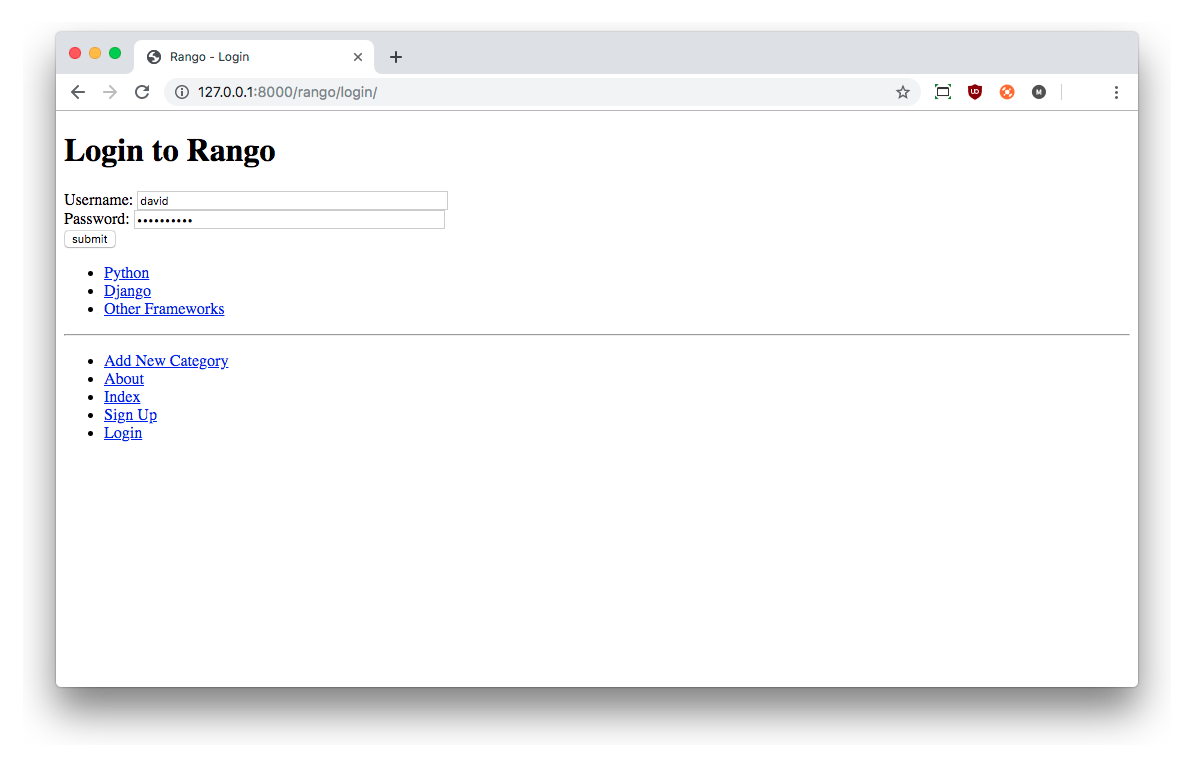 Rango - Login
127.0.0.1:8000/rango/login/
UD
M
Login to Rango
Username: david
Password: ••••••••••
submit
Python
Django
Other Frameworks
Add New Category
About
Index
Sign Up
Login